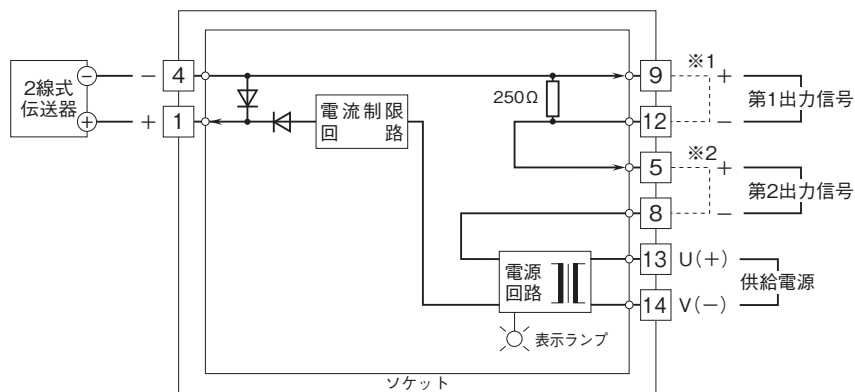 2線式
伝送器
−
+
−
+
4
1
電流制限
回路
250Ω
9
12
5
8
13
14
※1
+
−
第1出力信号
※2
+
−
第2出力信号
U(+)
V(−)
供給電源
電源
回路
表示ランプ
ソケット